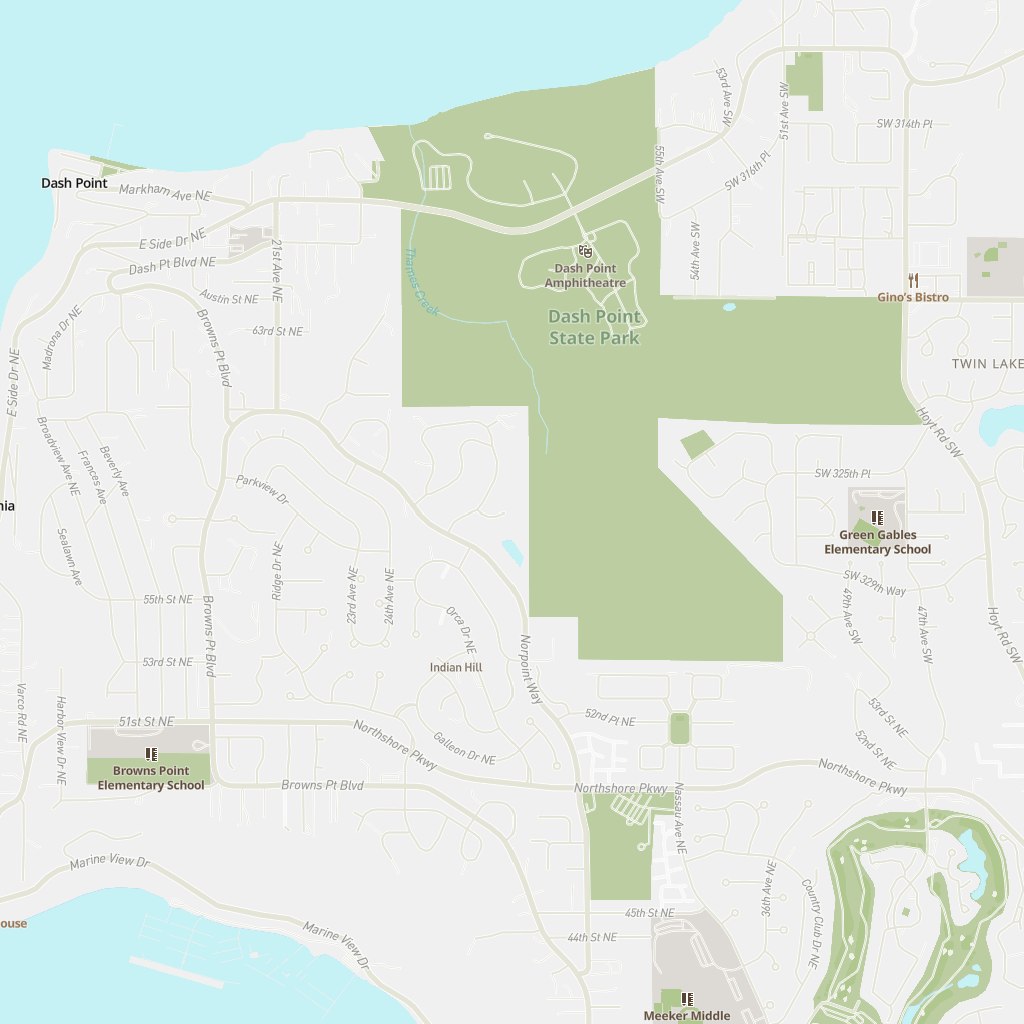 53rd Ave SW
51st Ave SW
SW 314th Pl
55th Ave SW
SW 316th Pl
Dash Point
Markham Ave NE
E Side Dr NE
21st Ave NE
54th Ave SW
Dash Pt Blvd NE
Thames Creek
Dash Point
Amphitheatre
Gino's Bistro
Austin St NE
Madrona Dr NE
Browns Pt Blvd
63rd St NE
Dash Point
State Park
E Side Dr NE
TWIN LAKE
Hoyt Rd SW
Broadview Ave NE
Frances Ave
Beverly Ave
Parkview Dr
SW 325th Pl
nia
Green Gables
Elementary School
Sealawn Ave
Ridge Dr NE
23rd Ave NE
24th Ave NE
SW 329th Way
55th St NE
Browns Pt Blvd
Orca Dr NE
49th Ave SW
47th Ave SW
Hoyt Rd SW
53rd St NE
Indian Hill
Norpoint Way
Varco Rd NE
Harbor View Dr NE
51st St NE
52nd Pl NE
53rd St NE
52nd St NE
Northshore Pkwy
Galleon Dr NE
Browns Point
Elementary School
Browns Pt Blvd
Northshore Pkwy
Northshore Pkwy
Nassau Ave NE
Marine View Dr
36th Ave NE
Country Club Dr NE
45th St NE
ouse
Marine View Dr
44th St NE
Meeker Middle